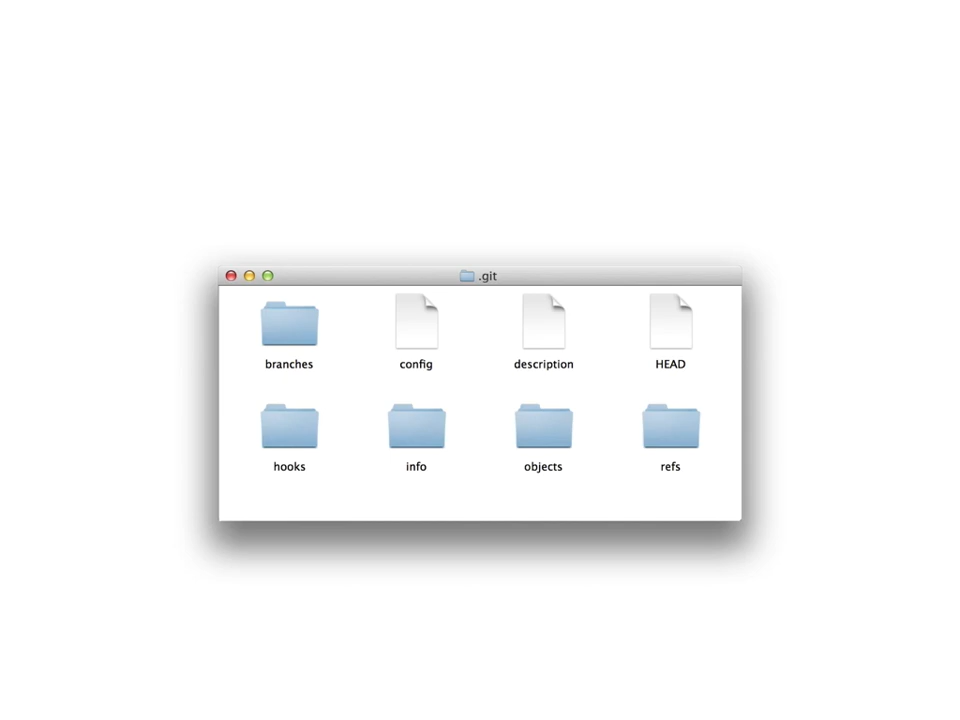 .git
branches
config
description
HEAD
hooks
info
objects
refs